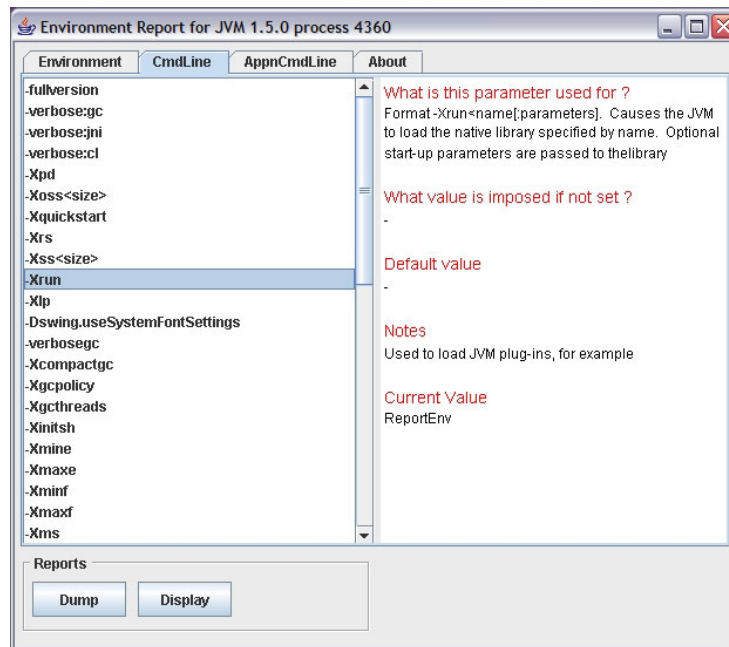 Environment Report for JVM 1.5.0 process 4360
Environment
CmdLine
AppnCmdLine
About
-fullversion
-verbose:gc
-verbose:jni
-verbose:cl
-Xpd
-Xoss<size>
-Xquickstart
-Xrs
-Xss<size>
-Xrun
-Xlp
-Dswing.useSystemFontSettings
-verbosegc
-Xcompactgc
-Xgcpolicy
-Xgcthreads
-Xinitsh
-Xmine
-Xmaxe
-Xminf
-Xmaxf
-Xms
What is this parameter used for ?
Format -Xrun<name[:parameters].  Causes the JVM
to load the native library specified by name.  Optional
start-up parameters are passed to thelibrary
What value is imposed if not set ?
-
Default value
-
Notes
Used to load JVM plug-ins, for example
Current Value
ReportEnv
Reports
Dump
Display